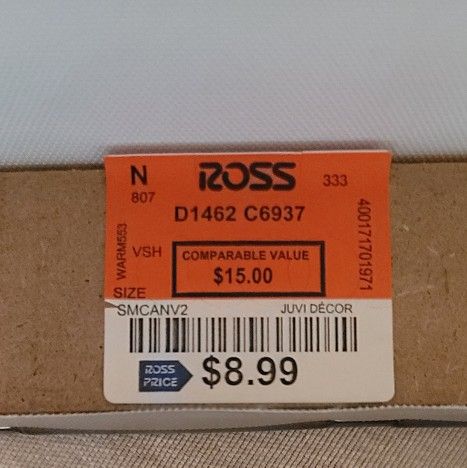 N ROSS 333
807
D1462 C6937
WARM553
VSH
COMPARABLE VALUE
$15.00
400171701971
SIZE
SMCANV2 JUVI DÉCOR
ROSS PRICE $8.99